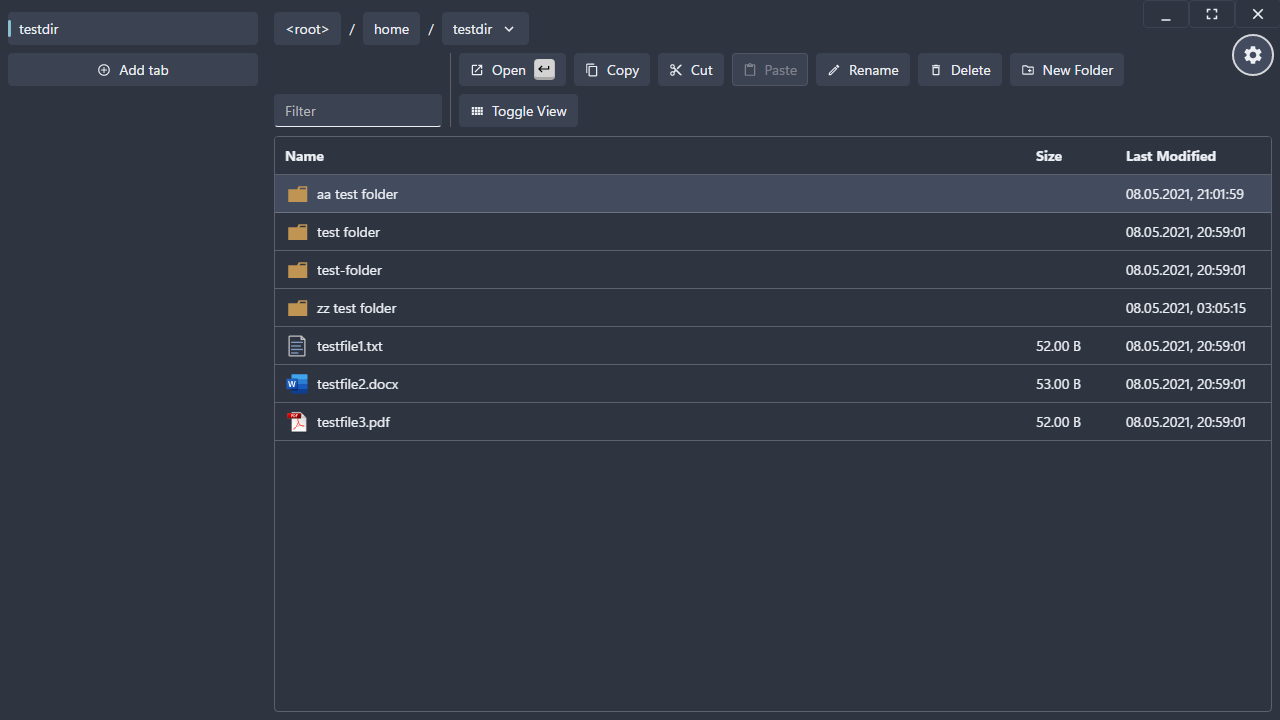 testdir
<root> / home / testdir
Add tab
Open Copy Cut Paste Rename Delete New Folder
Filter Toggle View
Name Size Last Modified
aa test folder 08.05.2021, 21:01:59
test folder 08.05.2021, 20:59:01
test-folder 08.05.2021, 20:59:01
zz test folder 08.05.2021, 03:05:15
testfile1.txt 52.00 B 08.05.2021, 20:59:01
testfile2.docx 53.00 B 08.05.2021, 20:59:01
testfile3.pdf 52.00 B 08.05.2021, 20:59:01